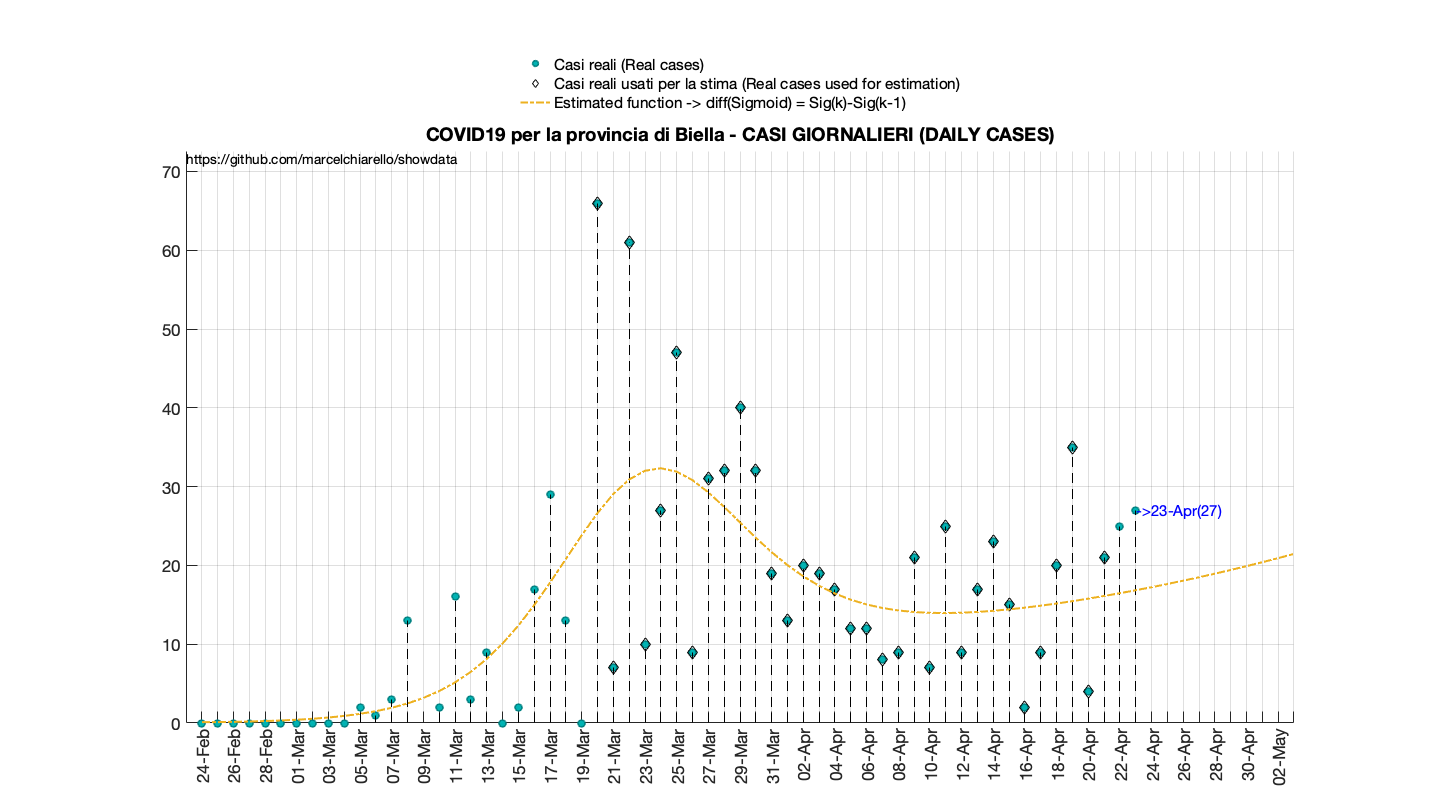 Casi reali (Real cases)
Casi reali usati per la stima (Real cases used for estimation)
Estimated function -> diff(Sigmoid) = Sig(k)-Sig(k-1)
COVID19 per la provincia di Biella - CASI GIORNALIERI (DAILY CASES)
https://github.com/marcelchiarello/showdata
70
60
50
40
30
20
10
0
->23-Apr(27)
24-Feb
26-Feb
28-Feb
01-Mar
03-Mar
05-Mar
07-Mar
09-Mar
11-Mar
13-Mar
15-Mar
17-Mar
19-Mar
21-Mar
23-Mar
25-Mar
27-Mar
29-Mar
31-Mar
02-Apr
04-Apr
06-Apr
08-Apr
10-Apr
12-Apr
14-Apr
16-Apr
18-Apr
20-Apr
22-Apr
24-Apr
26-Apr
28-Apr
30-Apr
02-May